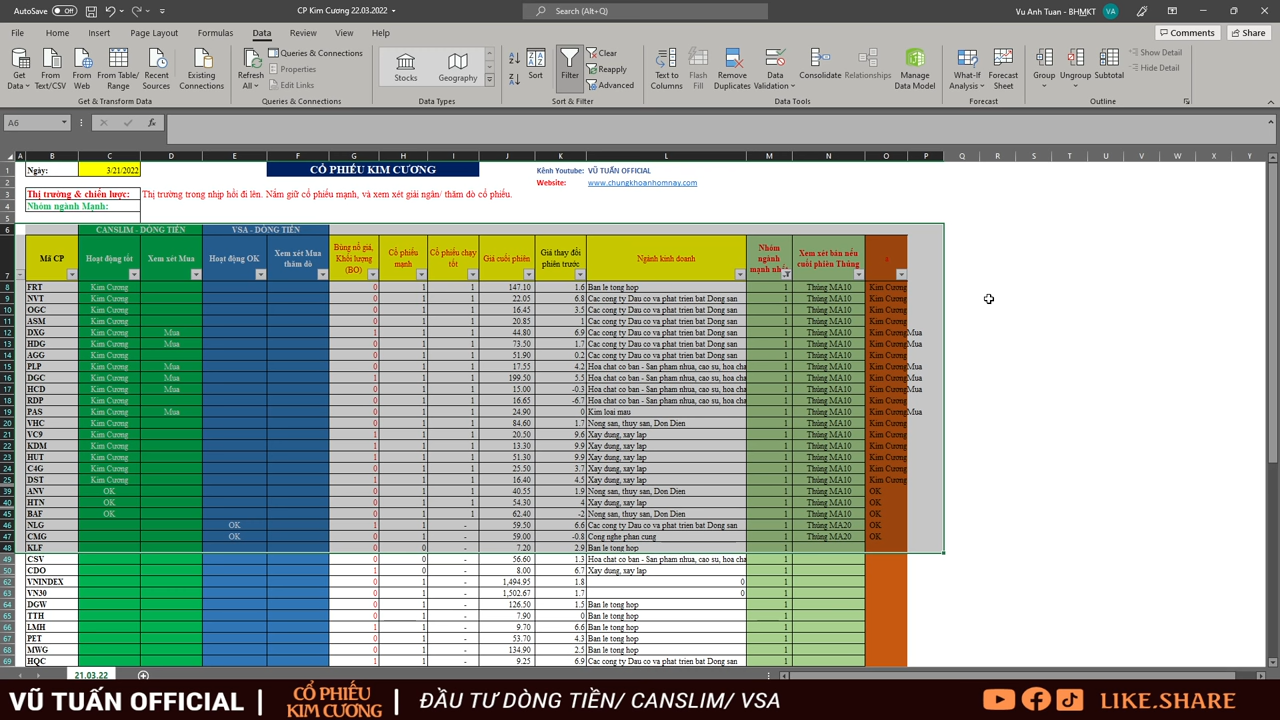 AutoSave Off CP Kim Cương 22.03.2022 Search (Alt+Q) Vu Anh Tuan - BHMKT VA
File Home Insert Page Layout Formulas Data Review View Help Comments Share
Get Data From Text/CSV From Web From Table/Range Recent Sources Existing Connections Refresh All Queries & Connections Properties Edit Links Stocks Geography Sort Filter Clear Reapply Advanced Text to Columns Flash Fill Remove Duplicates Data Validation Consolidate Relationships Manage Data Model What-If Analysis Forecast Sheet Group Ungroup Subtotal Show Detail Hide Detail
Get & Transform Data Queries & Connections Data Types Sort & Filter Data Tools Forecast Outline
A6 fx
A B C D E F G H I J K L M N O P Q R S T U V W X Y
1 Ngày: 3/21/2022 CỔ PHIẾU KIM CƯƠNG Kênh Youtube: VŨ TUẤN OFFICIAL
2 Website: www.chungkhoanhomnay.com
3 Thị trường & chiến lược: Thị trường trong nhịp hồi đi lên. Nắm giữ cổ phiếu mạnh, và xem xét giải ngân/ thăm dò cổ phiếu.
4 Nhóm ngành Mạnh:
5
6 CANSLIM - DÒNG TIỀN VSA - DÒNG TIỀN
7 Mã CP Hoạt động tốt Xem xét Mua Hoạt động OK Xem xét Mua thăm dò Bùng nổ giá, Khối lượng (BO) Cổ phiếu mạnh Cổ phiếu chạy tốt Giá cuối phiên Giá thay đổi phiên trước Ngành kinh doanh Nhóm ngành mạnh Xem xét bán nếu cuối phiên Thủng
8 FRT Kim Cương 0 1 1 147.10 1.6 Ban le tong hop 1 Thủng MA10 Kim Cương
9 NVT Kim Cương 0 1 1 22.05 6.8 Cac cong ty Dau co va phat trien bat Dong san 1 Thủng MA10 Kim Cương
10 OGC Kim Cương 0 1 1 16.45 3.5 Cac cong ty Dau co va phat trien bat Dong san 1 Thủng MA10 Kim Cương
11 ASM Kim Cương 0 1 1 20.85 1 Cac cong ty Dau co va phat trien bat Dong san 1 Thủng MA10 Kim Cương
12 DXG Kim Cương Mua 1 1 1 44.80 6.9 Cac cong ty Dau co va phat trien bat Dong san 1 Thủng MA10 Kim Cương Mua
13 HDG Kim Cương Mua 0 1 1 73.50 1.7 Cac cong ty Dau co va phat trien bat Dong san 1 Thủng MA10 Kim Cương Mua
14 AGG Kim Cương 0 1 1 51.90 0.2 Cac cong ty Dau co va phat trien bat Dong san 1 Thủng MA10 Kim Cương
15 PLP Kim Cương Mua 0 1 1 17.55 4.2 Hoa chat co ban - San pham nhua, cao su, hoa cha 1 Thủng MA10 Kim Cương Mua
16 DGC Kim Cương Mua 1 1 1 199.50 5.5 Hoa chat co ban - San pham nhua, cao su, hoa cha 1 Thủng MA10 Kim Cương Mua
17 HCD Kim Cương Mua 0 1 1 15.00 -0.3 Hoa chat co ban - San pham nhua, cao su, hoa cha 1 Thủng MA10 Kim Cương Mua
18 RDP Kim Cương 0 1 1 16.65 -6.7 Hoa chat co ban - San pham nhua, cao su, hoa cha 1 Thủng MA10 Kim Cương
19 PAS Kim Cương Mua 0 1 1 24.90 0 Kim loai mau 1 Thủng MA10 Kim Cương Mua
20 VHC Kim Cương 0 1 1 84.60 1.7 Nong san, thuy san, Don Dien 1 Thủng MA10 Kim Cương
21 VC9 Kim Cương 1 1 1 20.50 9.6 Xay dung, xay lap 1 Thủng MA10 Kim Cương
22 KDM Kim Cương 1 1 1 13.30 9.9 Xay dung, xay lap 1 Thủng MA10 Kim Cương
23 HUT Kim Cương 1 1 1 51.30 9.9 Xay dung, xay lap 1 Thủng MA10 Kim Cương
24 C4G Kim Cương 0 1 1 25.50 3.7 Xay dung, xay lap 1 Thủng MA10 Kim Cương
25 DST Kim Cương 1 1 1 16.40 4.5 Xay dung, xay lap 1 Thủng MA10 Kim Cương
39 ANV OK 0 1 1 40.55 1.9 Nong san, thuy san, Don Dien 1 Thủng MA10 OK
40 HTN OK 0 1 1 54.30 4 Xay dung, xay lap 1 Thủng MA10 OK
45 BAF OK 0 1 1 62.40 -2 Nong san, thuy san, Don Dien 1 Thủng MA10 OK
46 NLG OK 1 1 - 59.50 6.6 Cac cong ty Dau co va phat trien bat Dong san 1 Thủng MA20 OK
47 CMG OK 0 1 - 59.00 -0.8 Cong nghe phan cung 1 Thủng MA20 OK
48 KLF 0 0 - 7.20 2.9 Ban le tong hop 1
49 CSV 0 0 - 56.60 1.3 Hoa chat co ban - San pham nhua, cao su, hoa cha 1
50 CDO 0 1 - 8.00 6.7 Xay dung, xay lap 1
62 VNINDEX 0 1 - 1,494.95 1.8 0 1
63 VN30 0 1 - 1,502.67 1.7 0 1
64 DGW 0 1 - 126.50 1.5 Ban le tong hop 1
65 TTH 0 1 - 7.90 0 Ban le tong hop 1
66 LMH 0 1 - 9.70 6.6 Ban le tong hop 1
67 PET 0 1 - 53.70 4.3 Ban le tong hop 1
68 MWG 0 1 - 134.90 2.5 Ban le tong hop 1
69 HQC 1 1 - 9.25 6.9 Cac cong ty Dau co va phat trien bat Dong san 1
21.03.22
VŨ TUẤN OFFICIAL | CỔ PHIẾU KIM CƯƠNG | ĐẦU TƯ DÒNG TIỀN/ CANSLIM/ VSA LIKE.SHARE